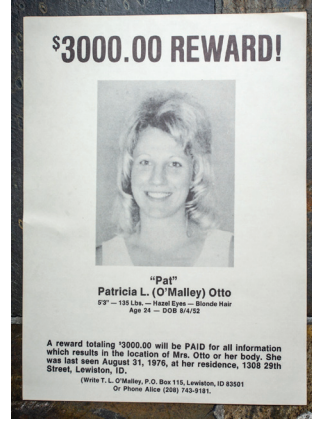 $3000.00 REWARD!
"Pat"
Patricia L. (O'Malley) Otto
5'3" — 135 Lbs. — Hazel Eyes — Blonde Hair
Age 24 — DOB 8/4/52
A reward totaling $3000.00 will be PAID for all information
which results in the location of Mrs. Otto or her body. She
was last seen August 31, 1976, at her residence, 1308 29th
Street, Lewiston, ID.
(Write T. L. O'Malley, P.O. Box 115, Lewiston, ID 83501
Or Phone Alice (208) 743-9181.